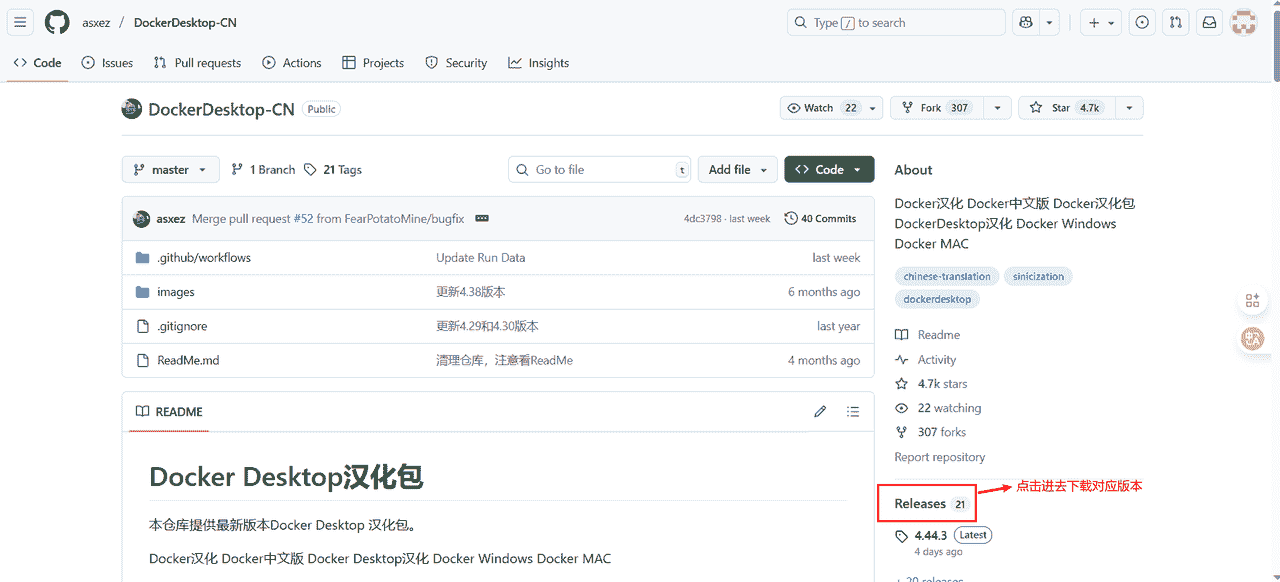 asxez / DockerDesktop-CN
Type / to search
Code Issues Pull requests Actions Projects Security Insights
DockerDesktop-CN Public
Watch 22 Fork 307 Star 4.7k
master 1 Branch 21 Tags Go to file t Add file Code
asxez Merge pull request #52 from FearPotatoMine/bugfix 4dc3798 · last week 40 Commits
.github/workflows Update Run Data last week
images 更新4.38版本 6 months ago
.gitignore 更新4.29和4.30版本 last year
ReadMe.md 清理仓库，注意看ReadMe 4 months ago
README
Docker Desktop汉化包
本仓库提供最新版本Docker Desktop 汉化包。
Docker汉化 Docker中文版 Docker Desktop汉化 Docker Windows Docker MAC
About
Docker汉化 Docker中文版 Docker汉化包
DockerDesktop汉化 Docker Windows
Docker MAC
chinese-translation sinicization
dockerdesktop
Readme
Activity
4.7k stars
22 watching
307 forks
Report repository
Releases 21
点击进去下载对应版本
4.44.3 Latest
4 days ago
+ 20 releases